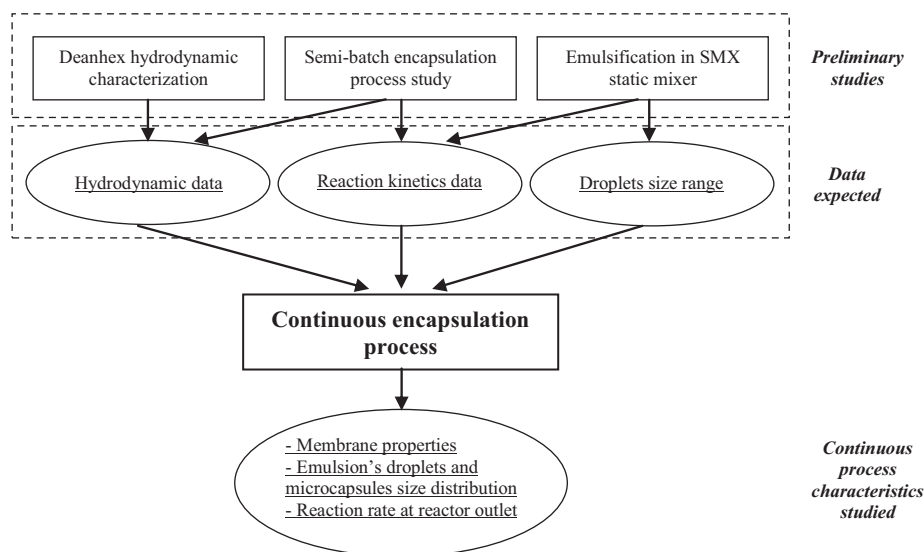 Deanhex hydrodynamic
characterization
Semi-batch encapsulation
process study
Emulsification in SMX
static mixer
Preliminary
studies
Hydrodynamic data
Reaction kinetics data
Droplets size range
Data
expected
Continuous encapsulation
process
- Membrane properties
- Emulsion's droplets and
microcapsules size distribution
- Reaction rate at reactor outlet
Continuous
process
characteristics
studied